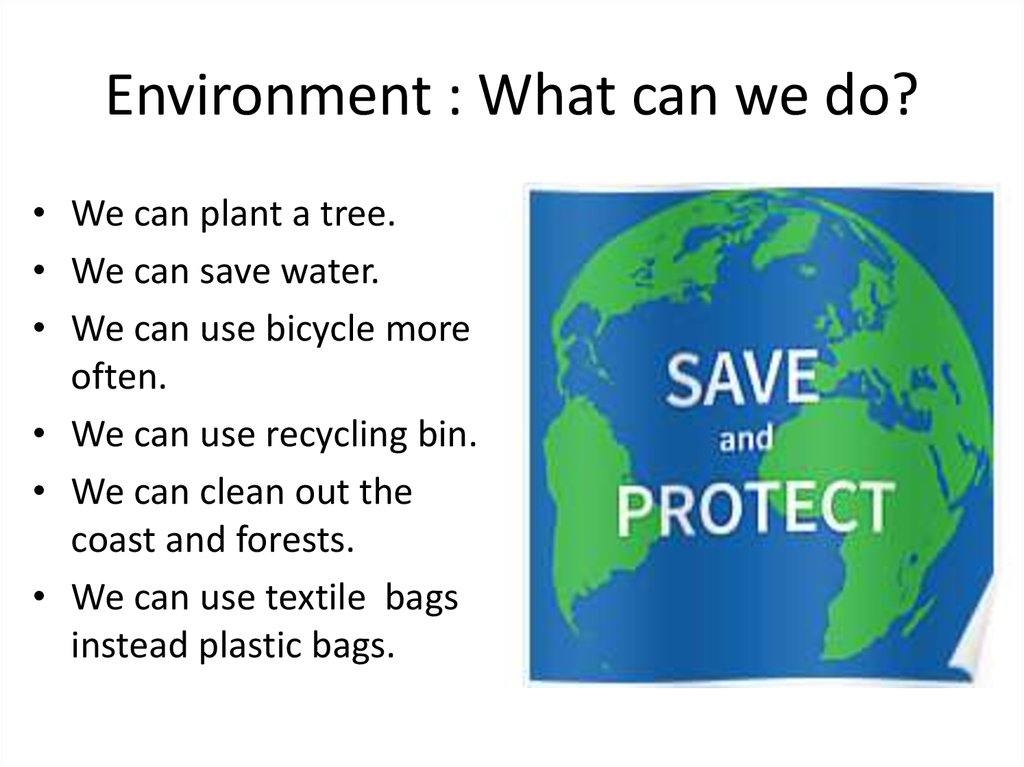 Environment : What can we do?
• We can plant a tree.
• We can save water.
• We can use bicycle more
often.
• We can use recycling bin.
• We can clean out the
coast and forests.
• We can use textile  bags
instead plastic bags.
SAVE
and
PROTECT